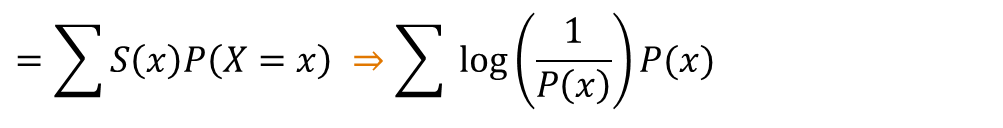 = ∑ S(x)P(X = x) ⇒ ∑ log(1/P(x)) P(x)